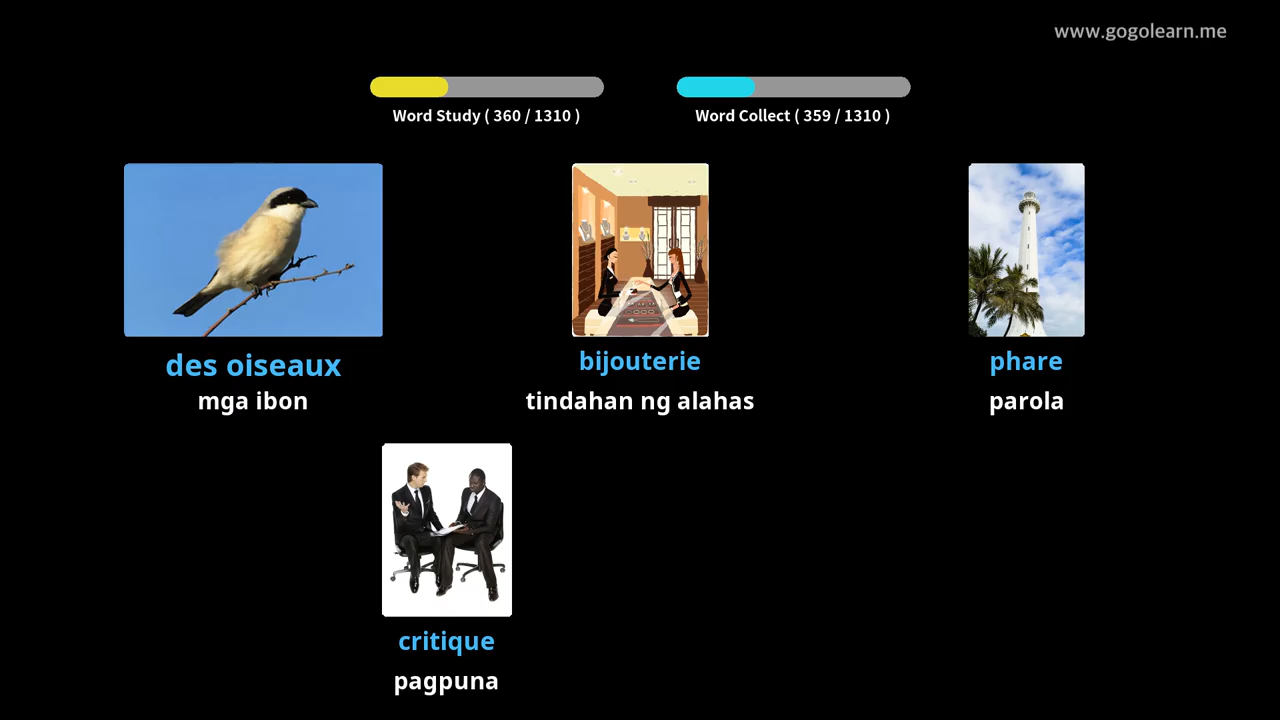 www.gogolearn.me
Word Study ( 360 / 1310 )
Word Collect ( 359 / 1310 )
des oiseaux
mga ibon
bijouterie
tindahan ng alahas
phare
parola
critique
pagpuna